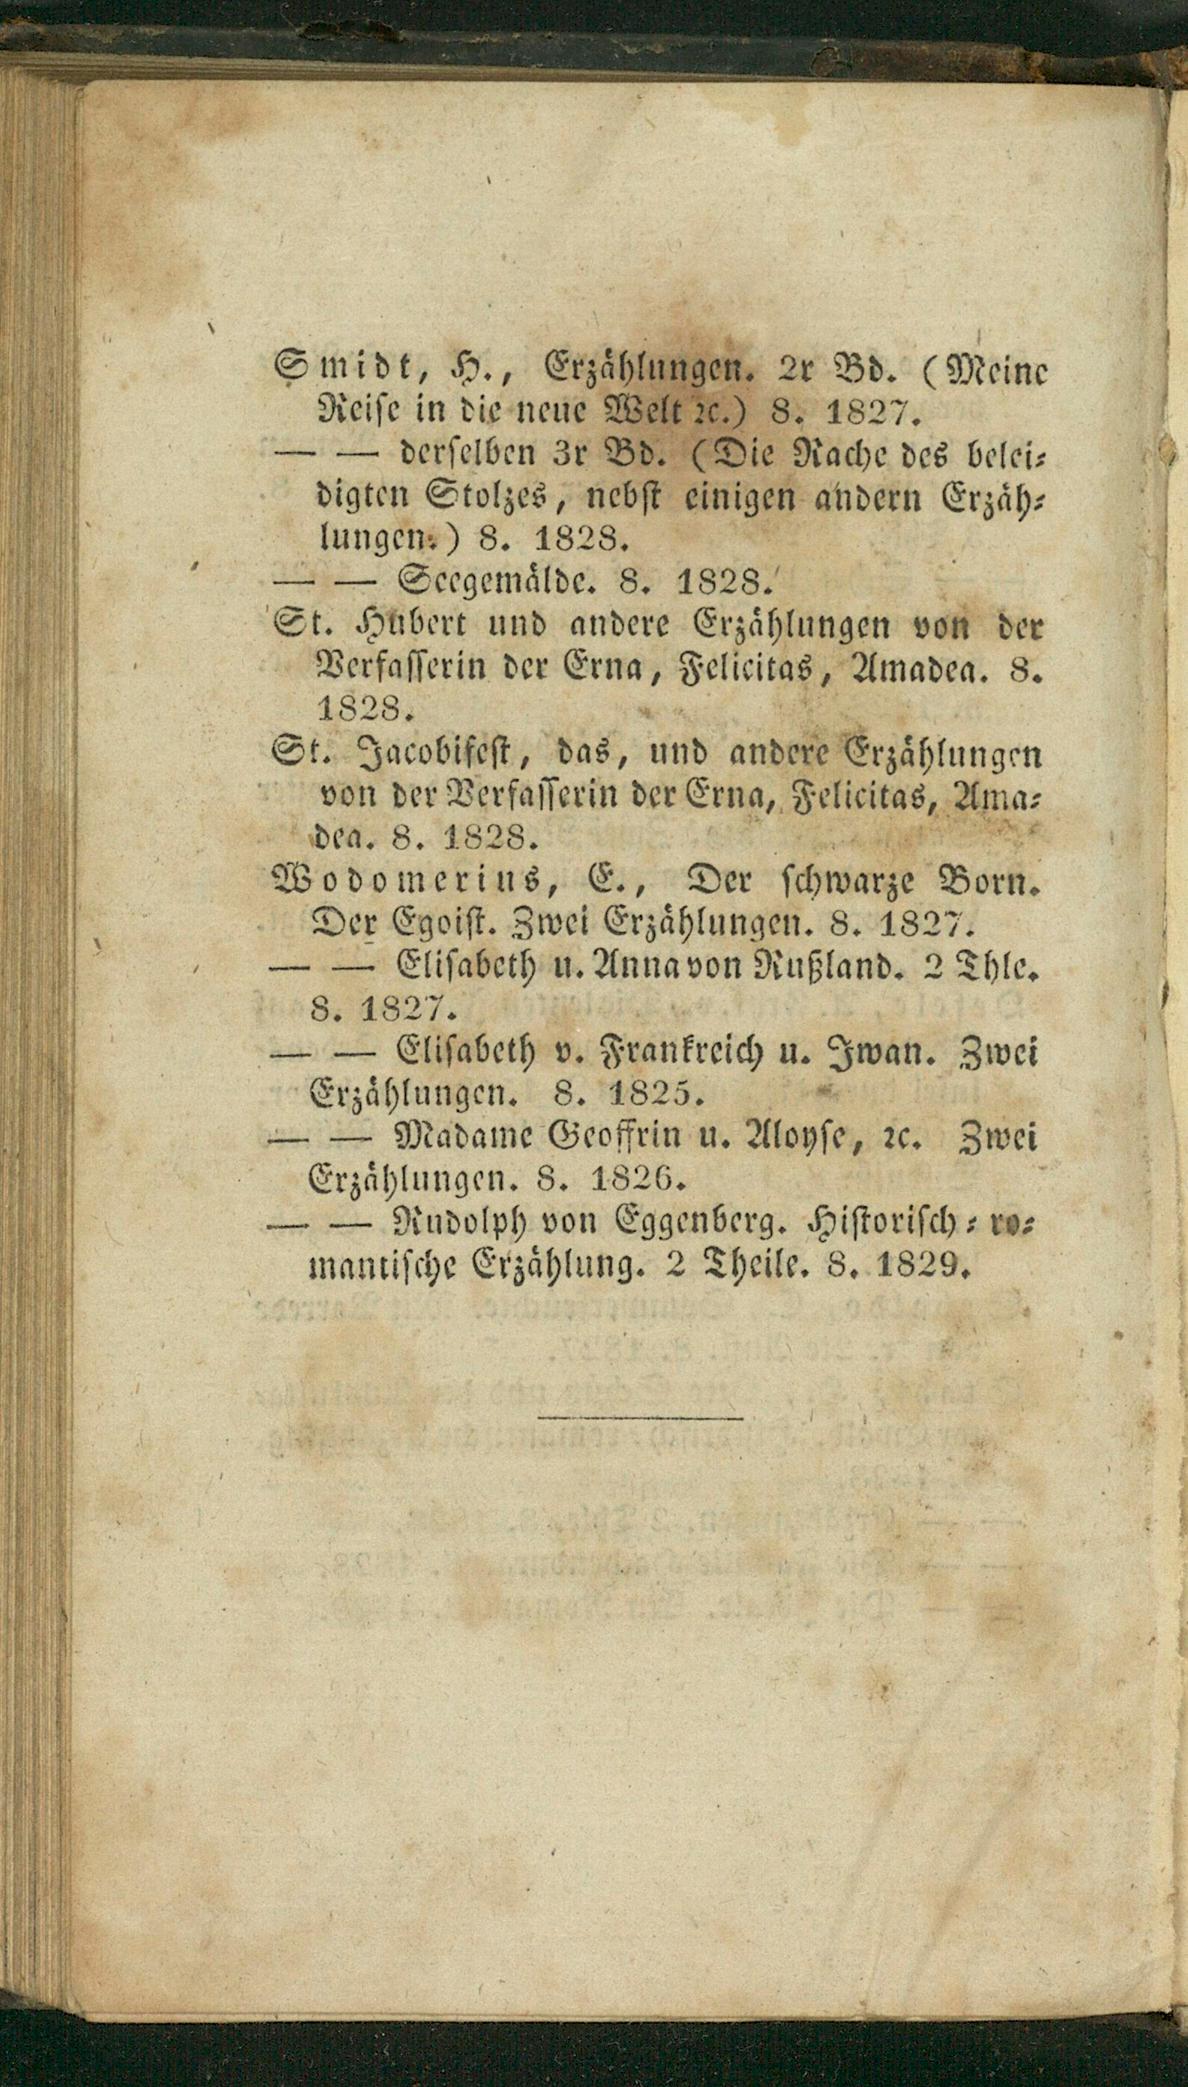 Smidt, H., Erzählungen. 2r Bd. (Meine
Reise in die neue Welt ꝛc.) 8. 1827.
— — derselben 3r Bd. (Die Rache des belei⸗
digten Stolzes, nebst einigen andern Erzäh⸗
lungen.) 8. 1828.
— — Seegemälde. 8. 1828.
St. Hubert und andere Erzählungen von der
Verfasserin der Erna, Felicitas, Amadea. 8.
1828.
St. Jacobifest, das, und andere Erzählungen
von der Verfasserin der Erna, Felicitas, Ama⸗
dea. 8. 1828.
Wodomerius, E., Der schwarze Born.
Der Egoist. Zwei Erzählungen. 8. 1827.
— — Elisabeth u. Anna von Rußland. 2 Thle.
8. 1827.
— — Elisabeth v. Frankreich u. Iwan. Zwei
Erzählungen. 8. 1825.
— — Madame Geoffrin u. Aloyse, ꝛc. Zwei
Erzählungen. 8. 1826.
— — Rudolph von Eggenberg. Historisch⸗ro⸗
mantische Erzählung. 2 Theile. 8. 1829.